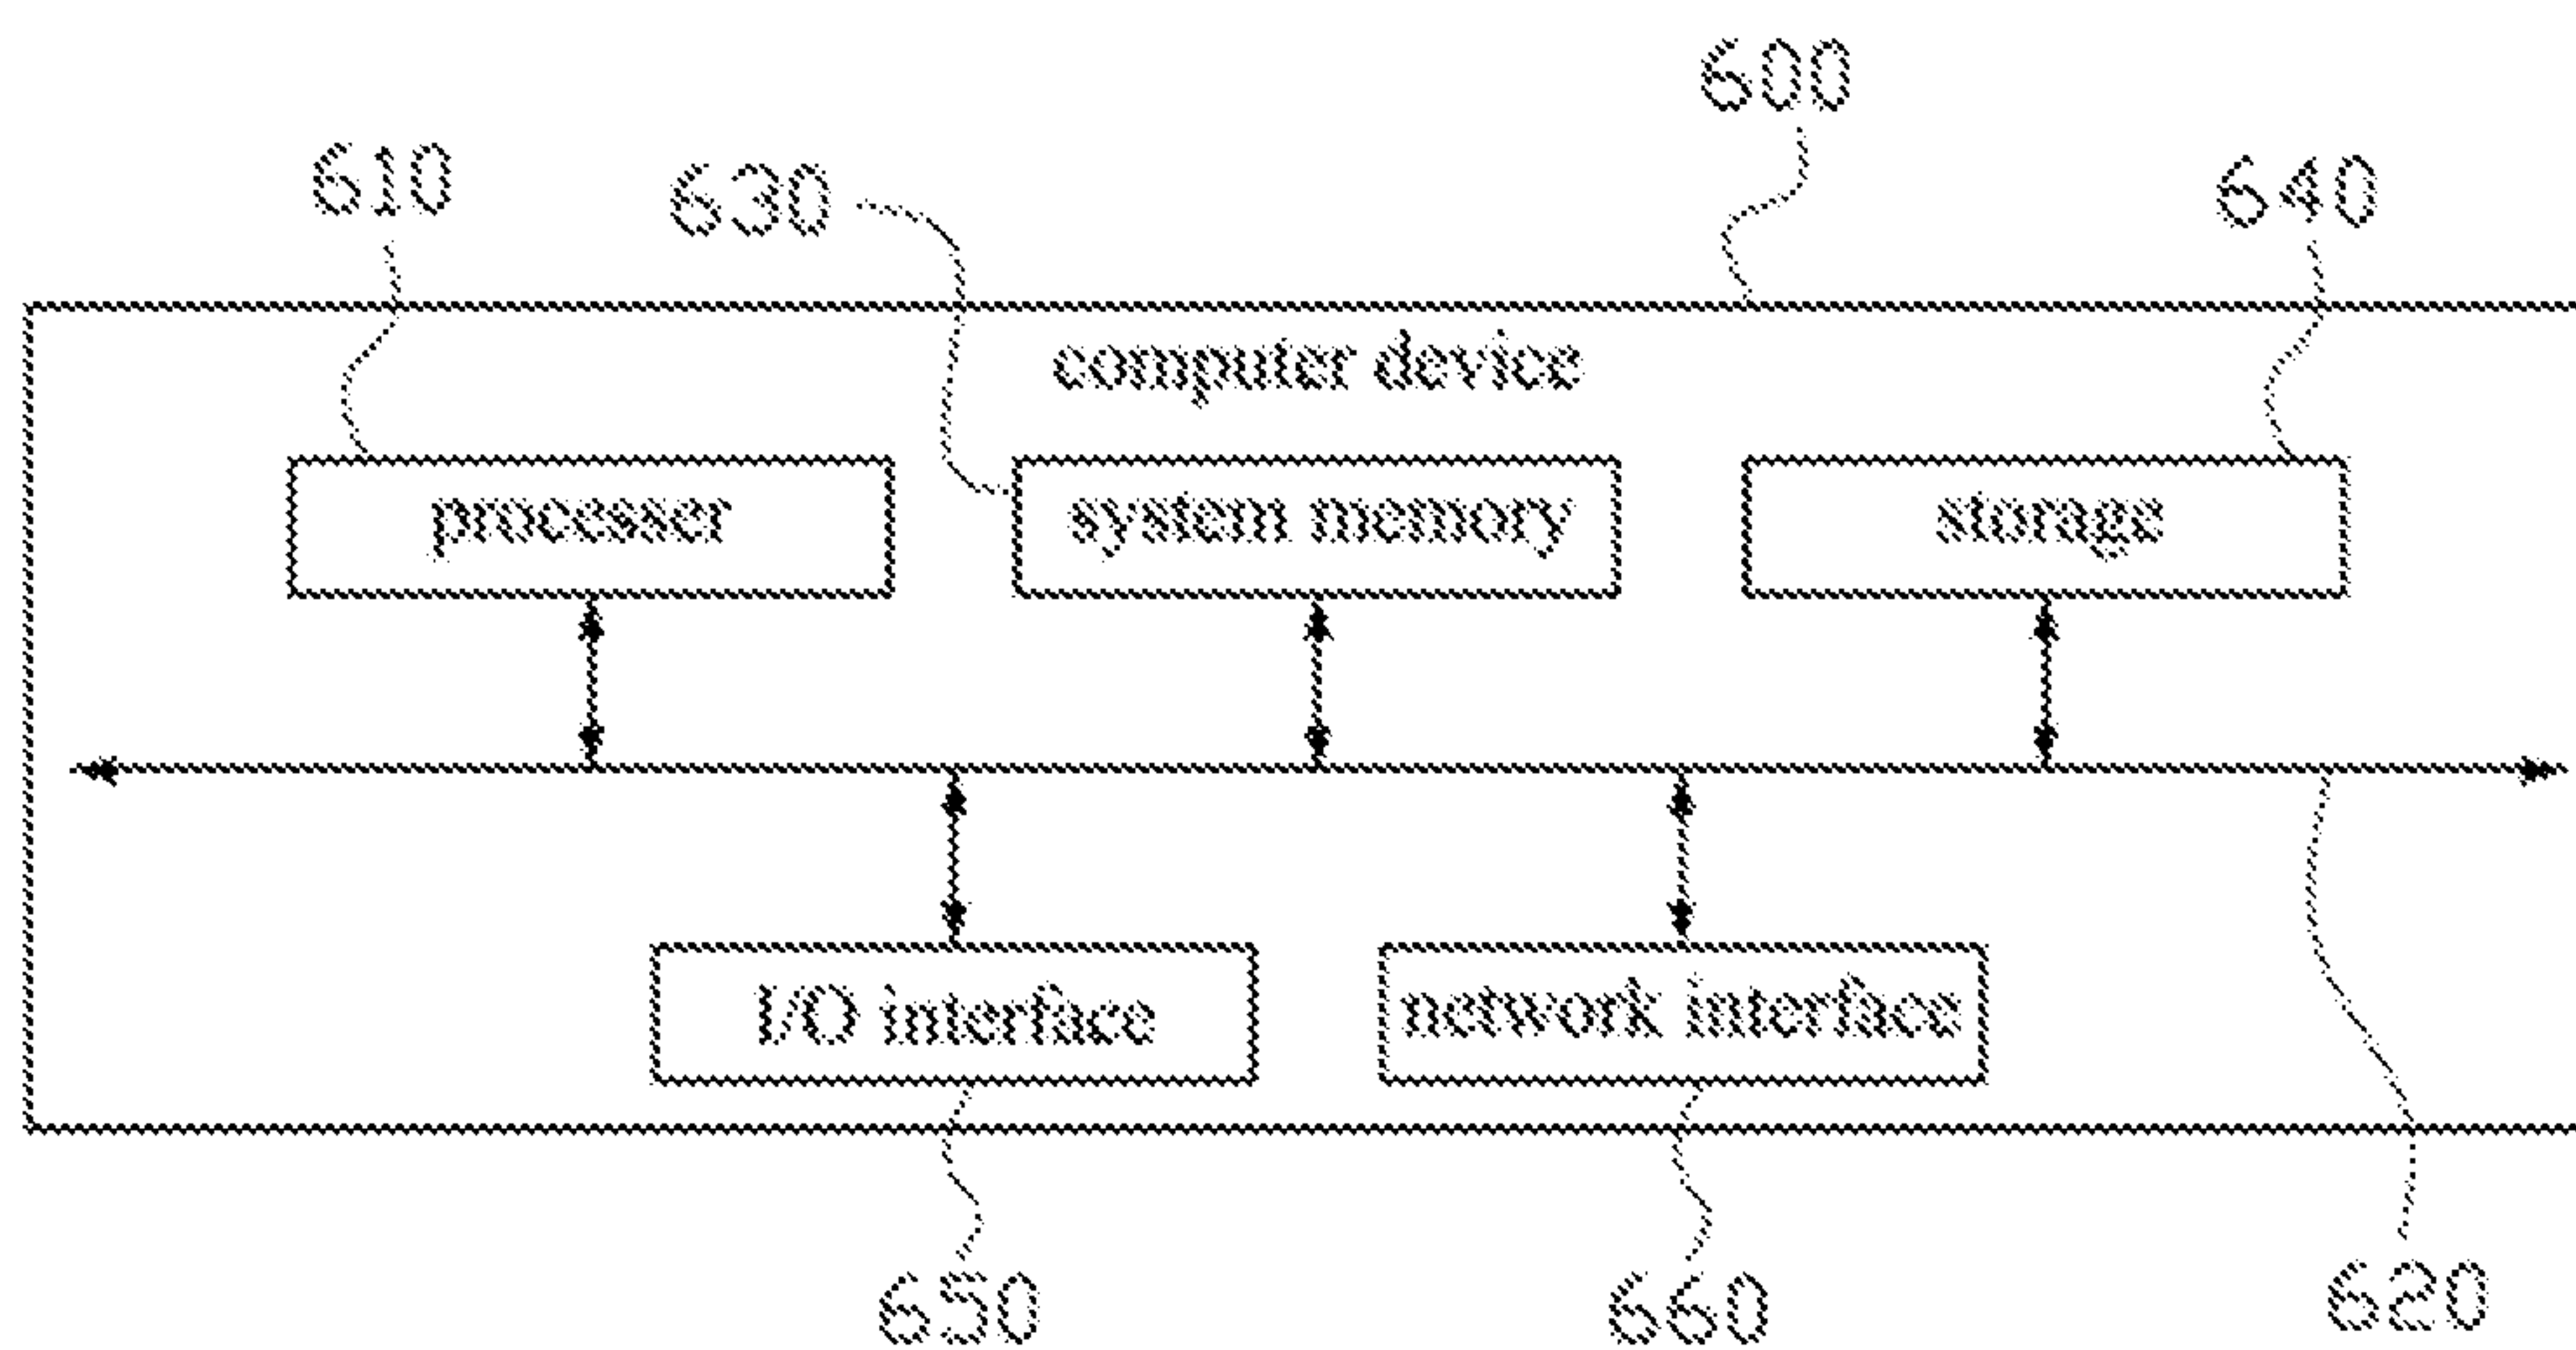 600
610
630
640
computer device
processer
system memory
storage
I/O interface
network interface
650
660
620